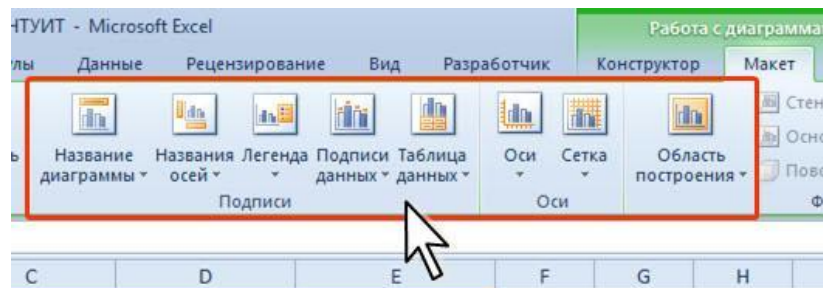 НТУИТ - Microsoft Excel
Работа с диаграмма
лы Данные Рецензирование Вид Разработчик Конструктор Макет
Название диаграммы
Названия осей
Легенда
Подписи данных
Таблица данных
Оси
Сетка
Область построения
Стен
Осно
Пово
ь
Подписи
Оси
Ф
C D E F G H